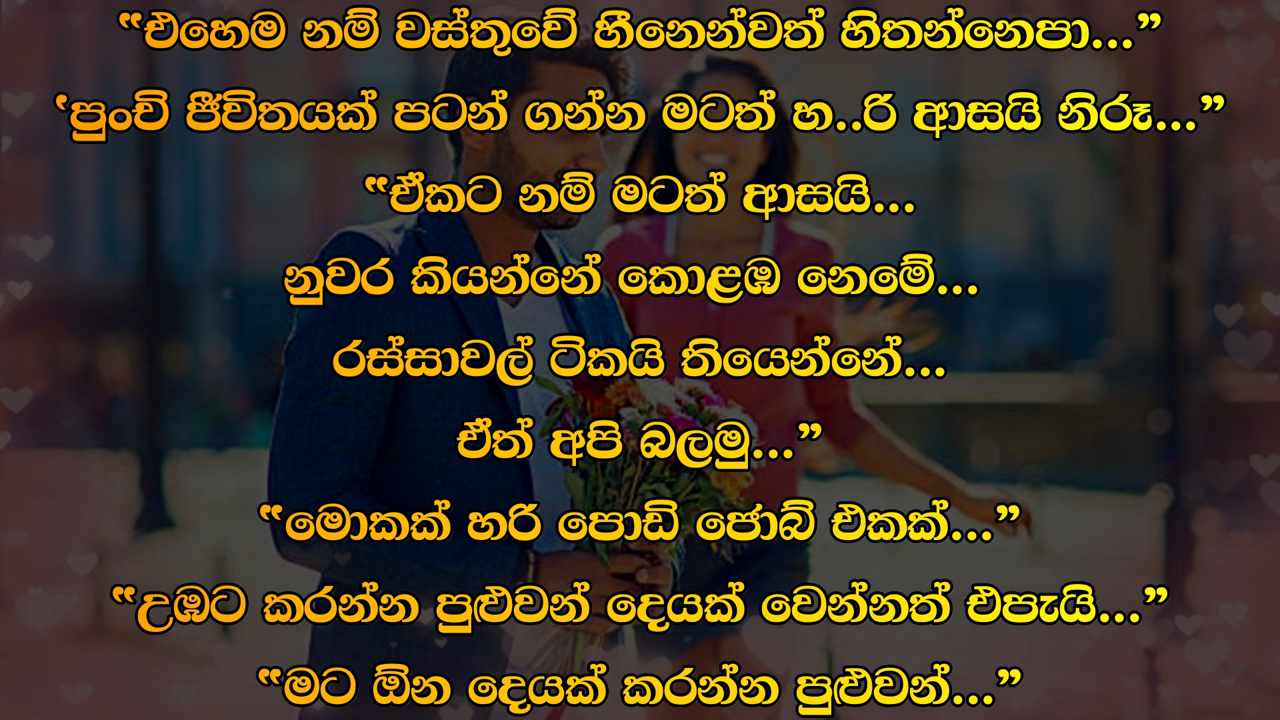 “එහෙම නම් වස්තුවේ හීනෙන්වත් හිතන්නෙපා...”
‘පුංචි ජීවිතයක් පටන් ගන්න මටත් හ..රි ආසයි නිරූ...”
“ඒකට නම් මටත් ආසයි...
නුවර කියන්නේ කොළඹ නෙමේ...
රස්සාවල් ටිකයි තියෙන්නේ...
ඒත් අපි බලමු...”
“මොකක් හරි පොඩි ජොබ් එකක්...”
“උඹට කරන්න පුළුවන් දෙයක් වෙන්නත් එපැයි...”
“මට ඕන දෙයක් කරන්න පුළුවන්...”